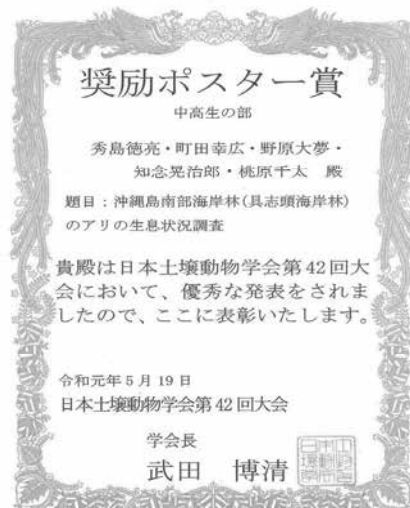 奨励ポスター賞
中高生の部
秀島徳亮・町田幸広・野原大夢・
知念晃治郎・桃原千太 殿
題目：沖縄島南部海岸林(具志頭海岸林)
のアリの生息状況調査
貴殿は日本土壌動物学会第42回大
会において、優秀な発表をされま
したので、ここに表彰いたします。
令和元年5月19日
日本土壌動物学会第42回大会
学会長
武田 博清